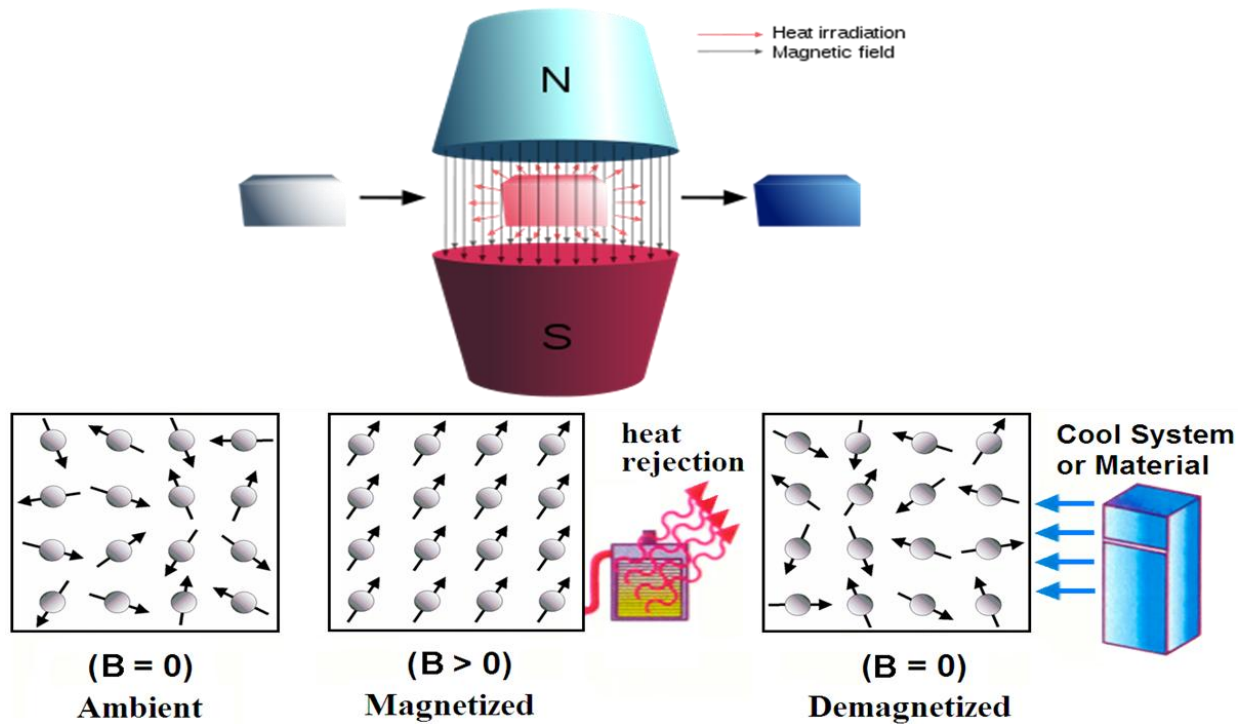 Heat irradiation
Magnetic field
N
S
heat
rejection
Cool System
or Material
(B = 0)
Ambient
(B > 0)
Magnetized
(B = 0)
Demagnetized